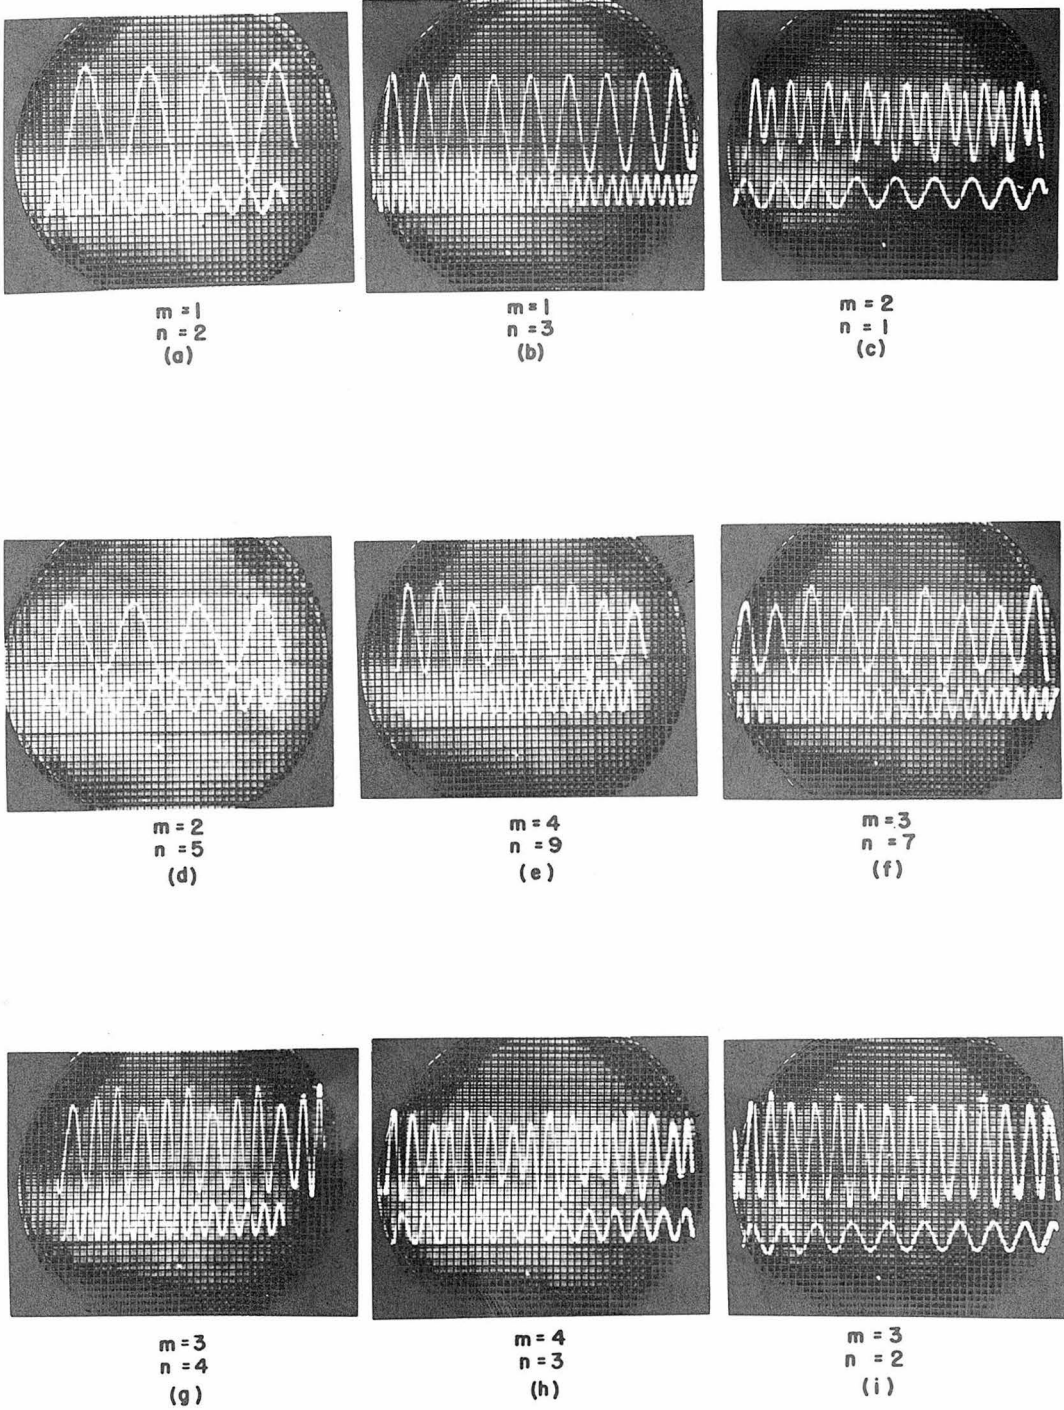 m = 1
n = 2
(a)
m = 1
n = 3
(b)
m = 2
n = 1
(c)
m = 2
n = 5
(d)
m = 4
n = 9
(e)
m = 3
n = 7
(f)
m = 3
n = 4
(g)
m = 4
n = 3
(h)
m = 3
n = 2
(i)